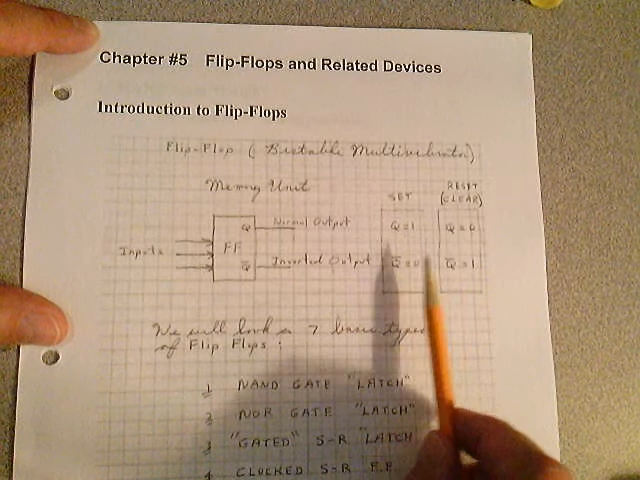 Chapter #5 Flip-Flops and Related Devices
Introduction to Flip-Flops
Flip-Flop (Bistable Multivibrator)
Memory Unit
SET
RESET
(CLEAR)
Q Normal Output
Q=1
Q=0
Inputs
FF
Q̅ Inverted Output
Q̅=0
Q̅=1
We will look @ 7 basic types
of Flip Flops:
1 NAND GATE "LATCH"
2 NOR GATE "LATCH"
3 "GATED" S-R "LATCH
4 CLOCKED S-R F.F